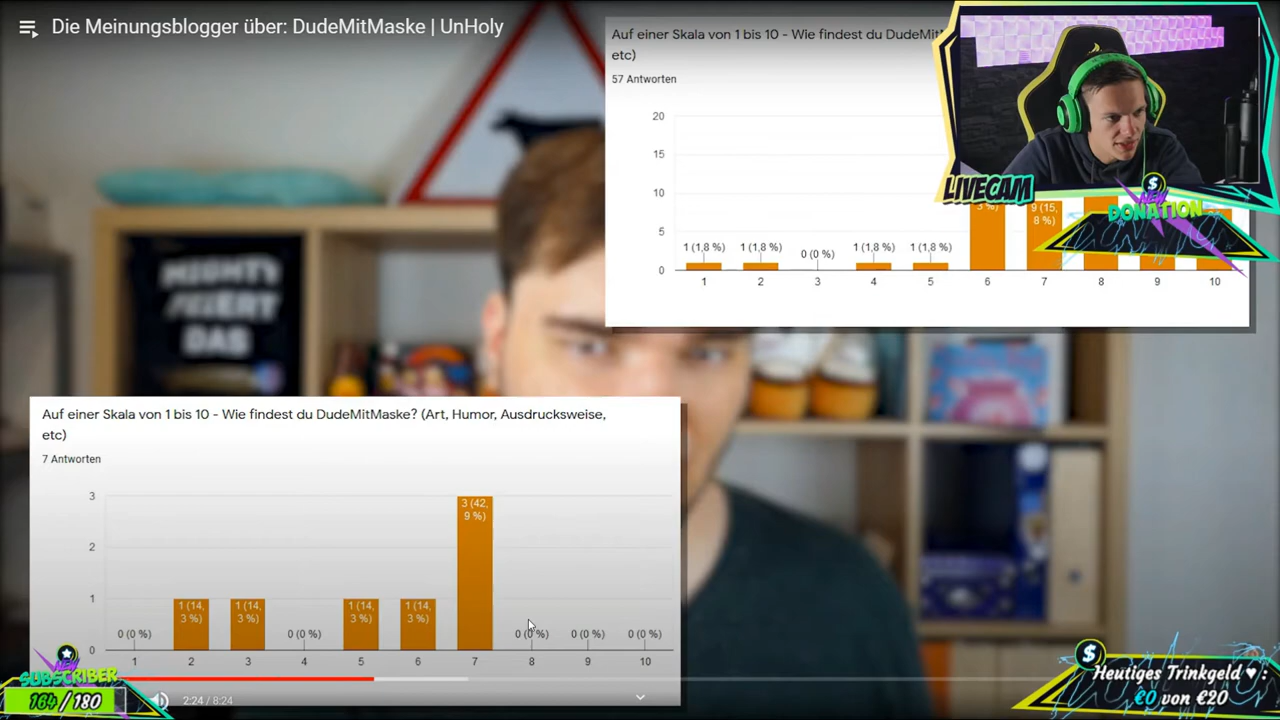 Die Meinungsblogger über: DudeMitMaske | UnHoly
Auf einer Skala von 1 bis 10 - Wie findest du DudeMit
etc)
57 Antworten
20
15
10
5
0
1 (1,8 %)
1 (1,8 %)
0 (0 %)
1 (1,8 %)
1 (1,8 %)
3 %)
9 (15,
8 %)
1 2 3 4 5 6 7 8 9 10
LIVECAM
$
NEW
DONATION
MICHTS
FEIERT
DAS
Auf einer Skala von 1 bis 10 - Wie findest du DudeMitMaske? (Art, Humor, Ausdrucksweise,
etc)
7 Antworten
3
2
1
0
0 (0 %)
1 (14,
3 %)
1 (14,
3 %)
0 (0 %)
1 (14,
3 %)
1 (14,
3 %)
3 (42,
9 %)
0 (0 %)
0 (0 %)
0 (0 %)
1 2 3 4 5 6 7 8 9 10
NEW
SUBSCRIBER
164/180
2:24 / 8:24
$
Heutiges Trinkgeld ♥ :
€0 von €20